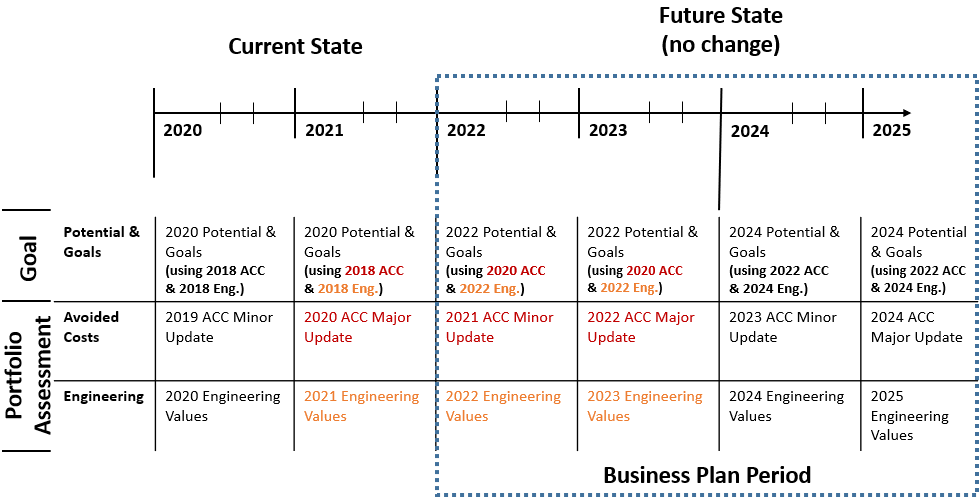 Future State
(no change)
Current State
2020
2021
2022
2023
2024
2025
Goal
Potential &
Goals
2020 Potential &
Goals
(using 2018 ACC
& 2018 Eng.)
2020 Potential &
Goals
(using 2018 ACC
& 2018 Eng.)
2022 Potential &
Goals
(using 2020 ACC
& 2022 Eng.)
2022 Potential &
Goals
(using 2020 ACC
& 2022 Eng.)
2024 Potential &
Goals
(using 2022 ACC
& 2024 Eng.)
2024 Potential
& Goals
(using 2022 ACC
& 2024 Eng.)
Portfolio
Assessment
Avoided
Costs
2019 ACC Minor
Update
2020 ACC Major
Update
2021 ACC Minor
Update
2022 ACC Major
Update
2023 ACC Minor
Update
2024 ACC
Major Update
Engineering
2020 Engineering
Values
2021 Engineering
Values
2022 Engineering
Values
2023 Engineering
Values
2024 Engineering
Values
2025
Engineering
Values
Business Plan Period